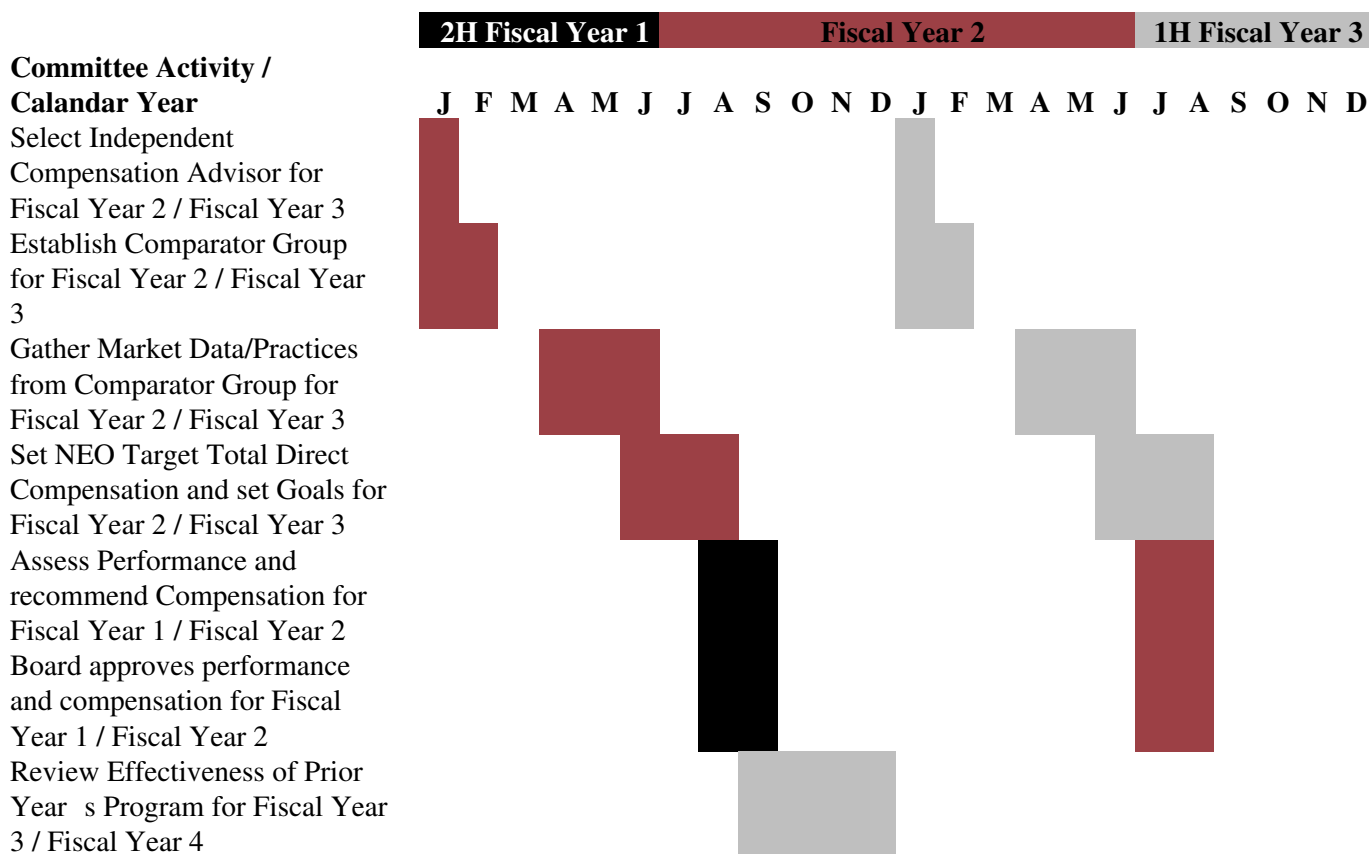 2H Fiscal Year 1 Fiscal Year 2 1H Fiscal Year 3
Committee Activity /
Calandar Year J F M A M J J A S O N D J F M A M J J A S O N D
Select Independent
Compensation Advisor for
Fiscal Year 2 / Fiscal Year 3
Establish Comparator Group
for Fiscal Year 2 / Fiscal Year
3
Gather Market Data/Practices
from Comparator Group for
Fiscal Year 2 / Fiscal Year 3
Set NEO Target Total Direct
Compensation and set Goals for
Fiscal Year 2 / Fiscal Year 3
Assess Performance and
recommend Compensation for
Fiscal Year 1 / Fiscal Year 2
Board approves performance
and compensation for Fiscal
Year 1 / Fiscal Year 2
Review Effectiveness of Prior
Year s Program for Fiscal Year
3 / Fiscal Year 4